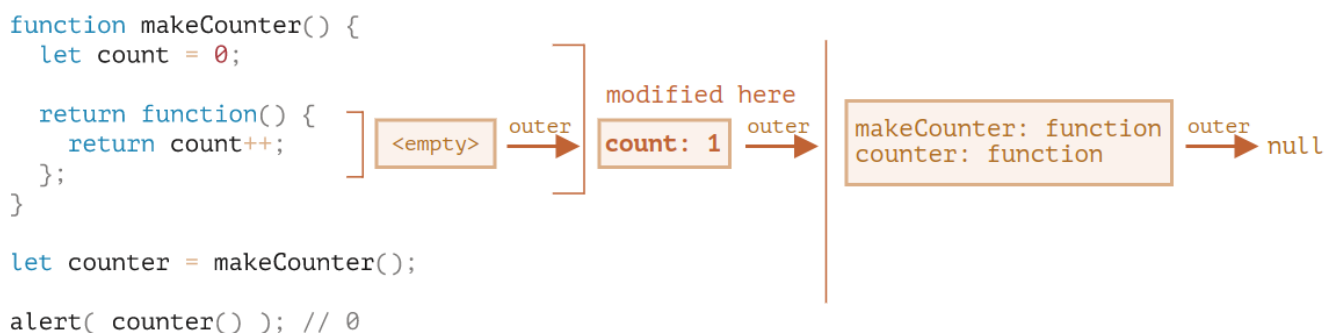 function makeCounter() {
let count = 0;
return function() {
return count++;
};
}
let counter = makeCounter();
alert( counter() ); // 0
<empty>
outer
modified here
count: 1
outer
makeCounter: function
counter: function
outer
null